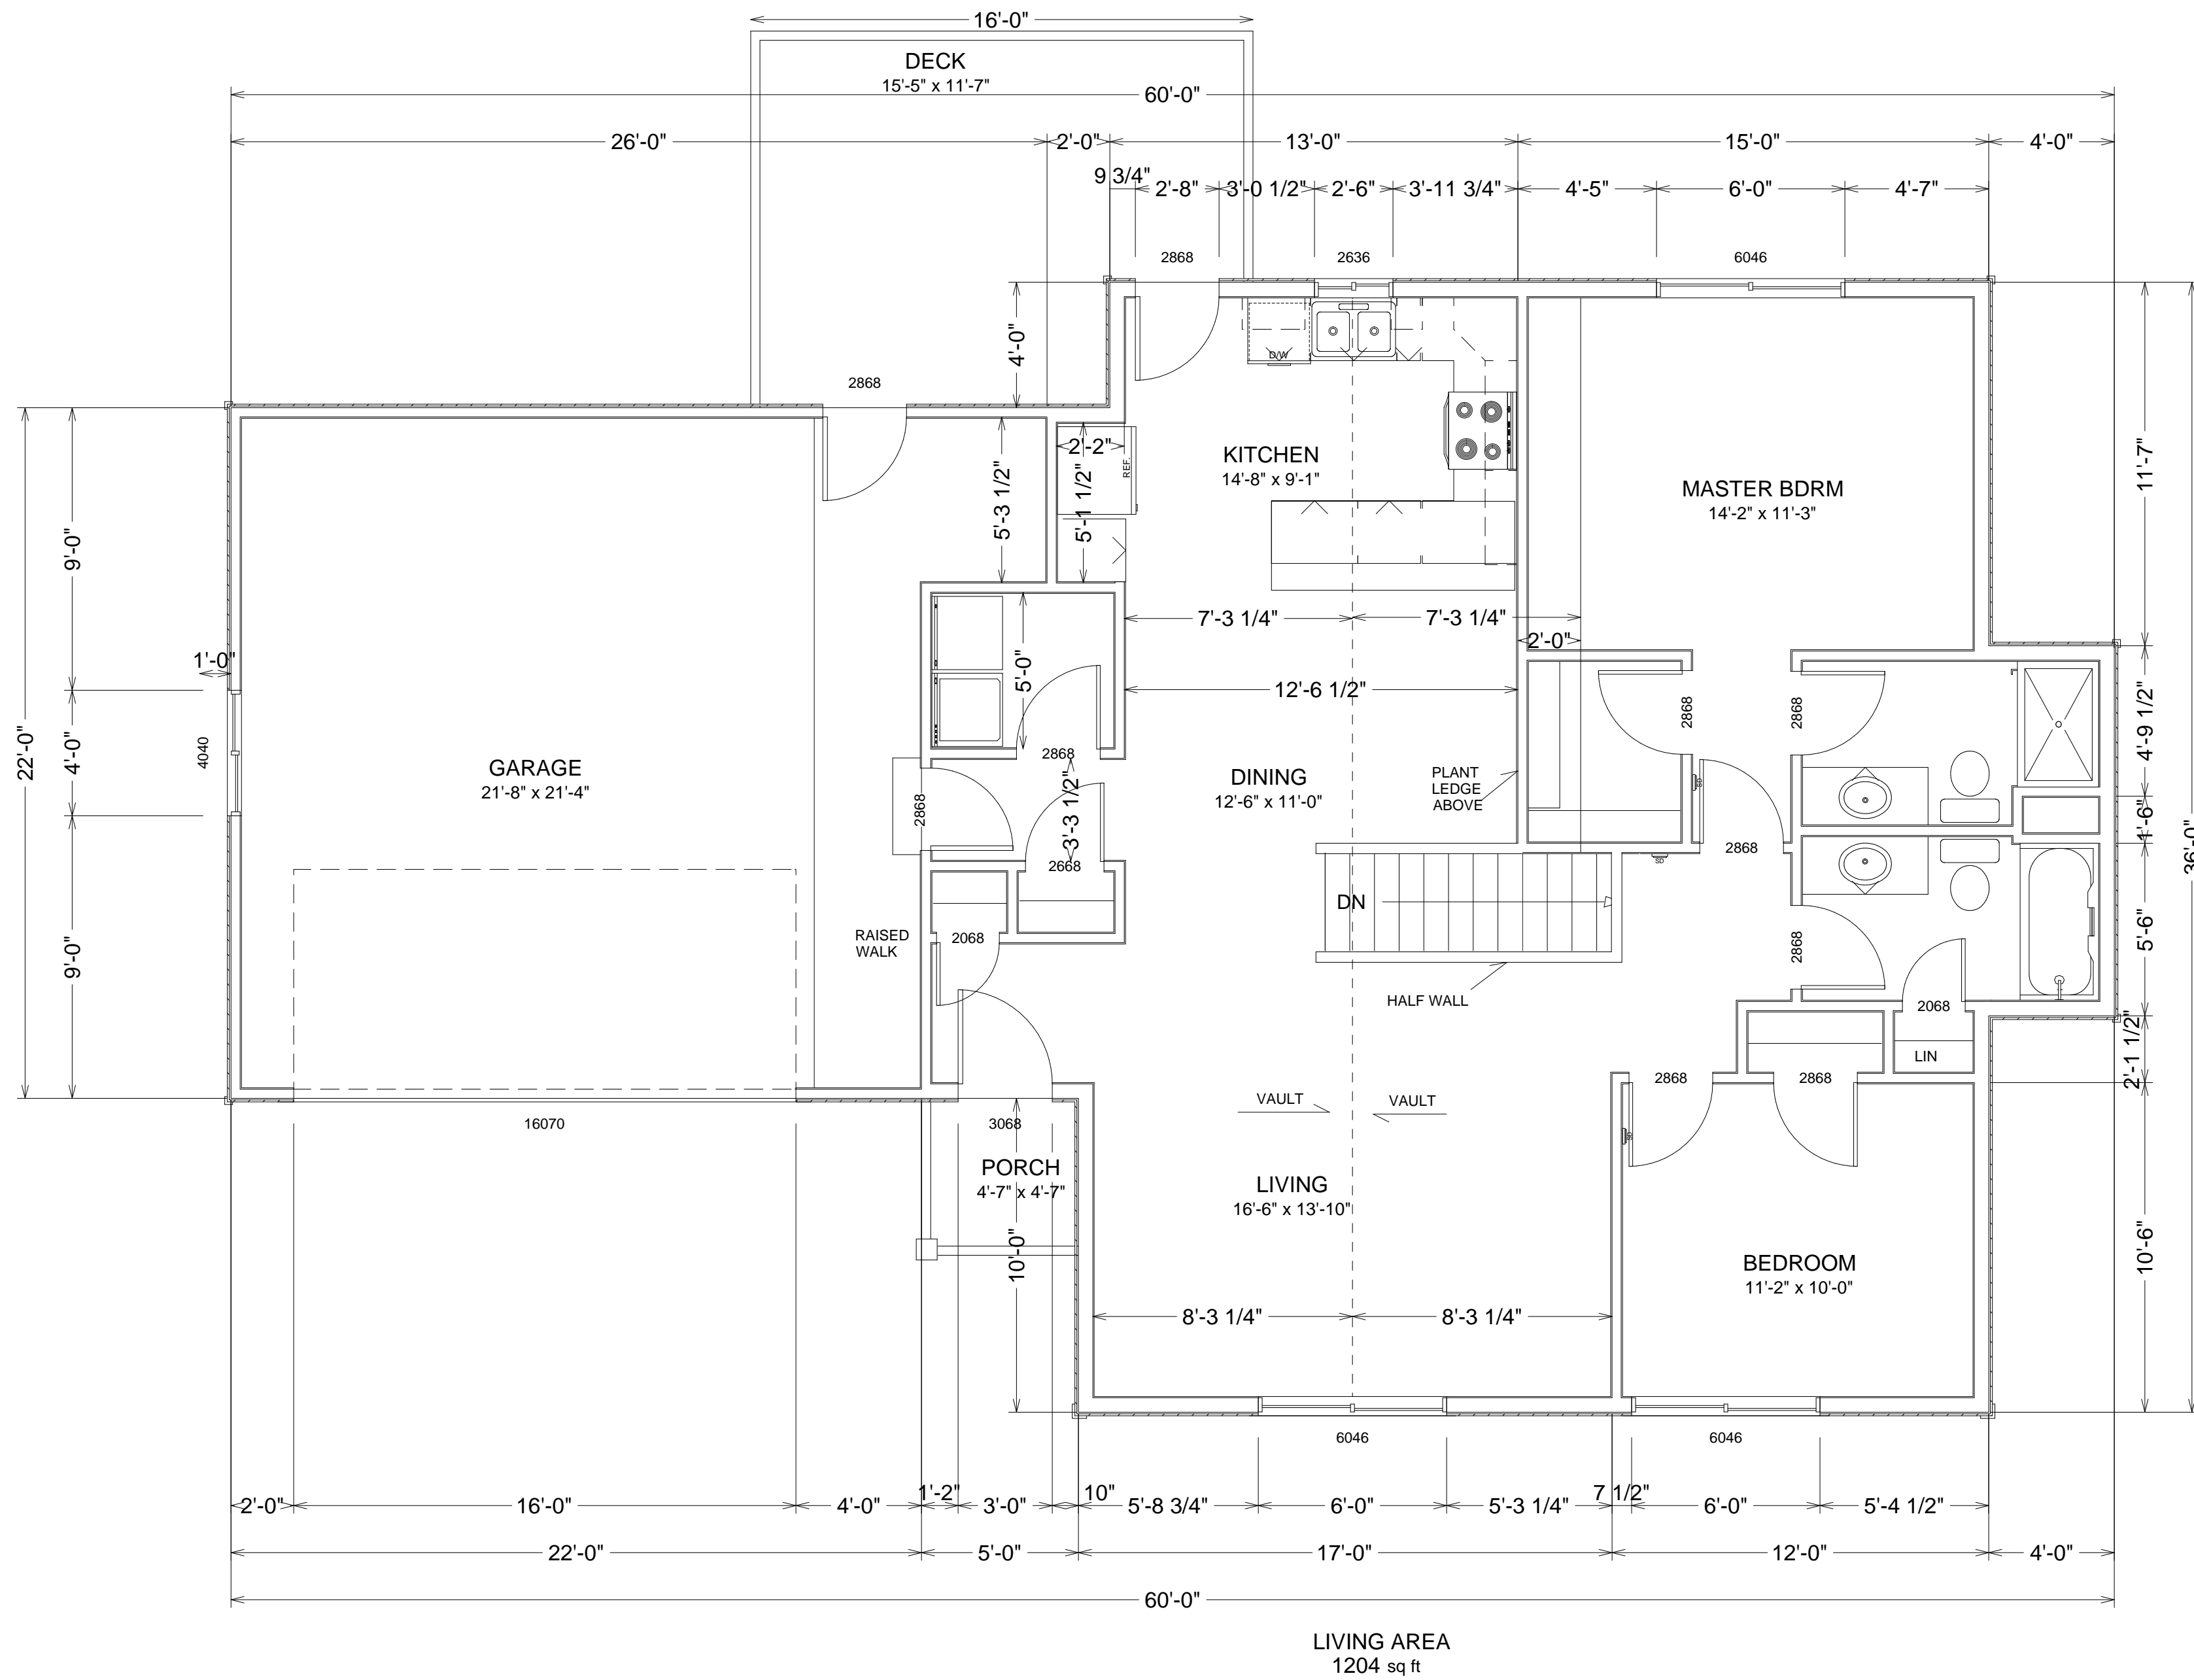 16'-0"
DECK
15'-5" x 11'-7"
60'-0"
26'-0" 2'-0" 13'-0" 15'-0" 4'-0"
9 3/4" 2'-8" 3'-0 1/2" 2'-6" 3'-11 3/4" 4'-5" 6'-0" 4'-7"
2868 2636 6046
4'-0"
D/W
2868
2'-2"
REF.
KITCHEN
14'-8" x 9'-1"
MASTER BDRM
14'-2" x 11'-3"
11'-7"
9'-0"
5'-3 1/2"
5'-1 1/2"
7'-3 1/4" 7'-3 1/4"
2'-0"
1'-0"
5'-0"
12'-6 1/2"
2868
2868
4'-9 1/2"
22'-0"
4'-0"
4040
GARAGE
21'-8" x 21'-4"
2868
2868
3'-3 1/2"
DINING
12'-6" x 11'-0"
PLANT
LEDGE
ABOVE
SD
1'-6"
36'-0"
2868
SD
2668
DN
9'-0"
RAISED
WALK
2068
2868
5'-6"
HALF WALL
2068
LIN
2'-1 1/2"
2868 2868
VAULT VAULT
SD
16070 3068
PORCH
4'-7" x 4'-7"
10'-0"
LIVING
16'-6" x 13'-10"
BEDROOM
11'-2" x 10'-0"
10'-6"
8'-3 1/4" 8'-3 1/4"
6046 6046
2'-0" 16'-0" 4'-0" 1'-2" 3'-0" 10" 5'-8 3/4" 6'-0" 5'-3 1/4" 7 1/2" 6'-0" 5'-4 1/2"
22'-0" 5'-0" 17'-0" 12'-0" 4'-0"
60'-0"
LIVING AREA
1204 sq ft